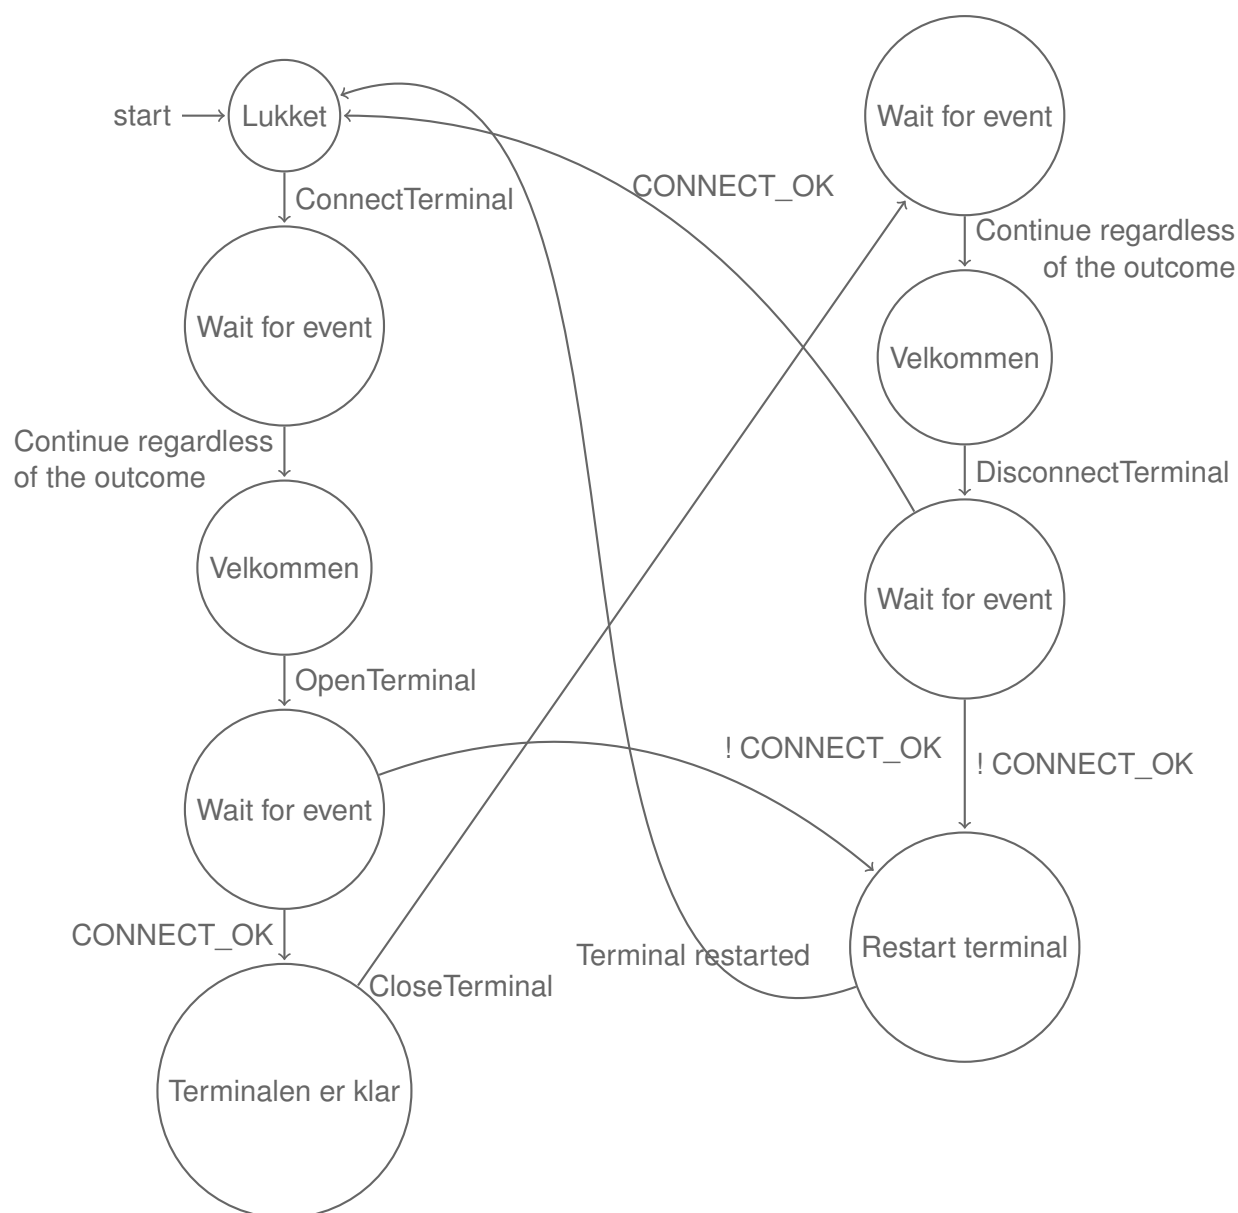 start
Lukket
ConnectTerminal
Wait for event
Continue regardless
of the outcome
Velkommen
OpenTerminal
Wait for event
CONNECT_OK
Terminalen er klar
CloseTerminal
Wait for event
Continue regardless
of the outcome
Velkommen
DisconnectTerminal
Wait for event
CONNECT_OK
! CONNECT_OK
! CONNECT_OK
Restart terminal
Terminal restarted